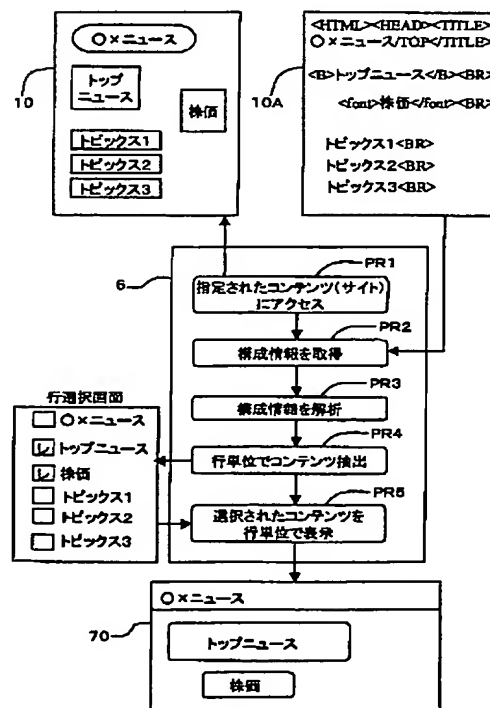 ○×ニュース
10
トップ
ニュース
株価
トピックス1
トピックス2
トピックス3
<HTML><HEAD><TITLE>
○×ニュース/TOP</TITLE>
10A
<B>トップニュース</B><BR>
<font>株価</font><BR>
トピックス1<BR>
トピックス2<BR>
トピックス3<BR>
6
PR1
指定されたコンテンツ(サイト)
にアクセス
PR2
構成情報を取得
PR3
構成情報を解析
PR4
行単位でコンテンツ抽出
PR5
選択されたコンテンツを
行単位で表示
行選択画面
○×ニュース
レ トップニュース
レ 株価
トピックス1
トピックス2
トピックス3
○×ニュース
70
トップニュース
株価